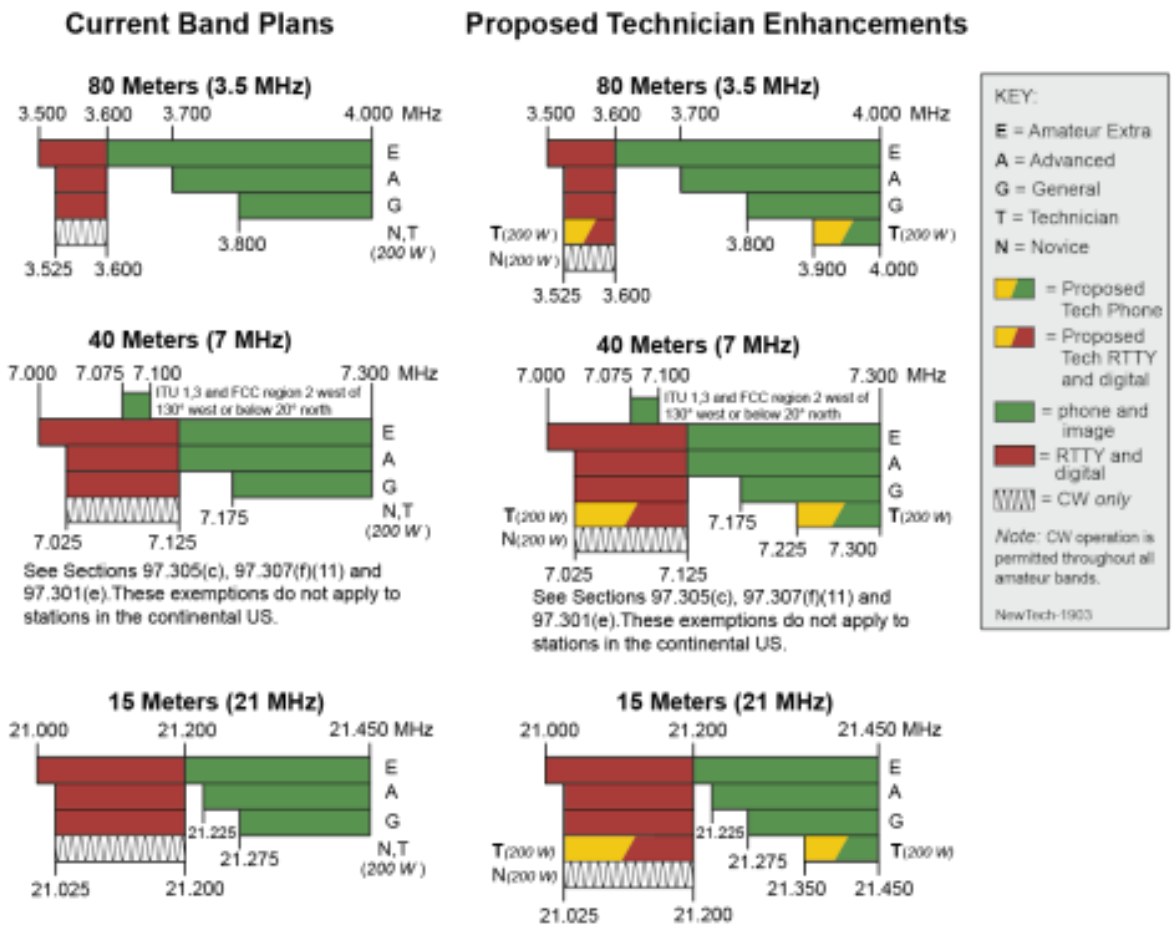 Current Band Plans
80 Meters (3.5 MHz)
3.500 3.600 3.700 4.000 MHz
E
A
G
N,T
(200 W)
3.800
3.525 3.600
40 Meters (7 MHz)
7.000 7.075 7.100 7.300 MHz
ITU 1,3 and FCC region 2 west of
130° west or below 20° north
E
A
G
N,T
(200 W)
7.175
7.025 7.125
See Sections 97.305(c), 97.307(f)(11) and
97.301(e).These exemptions do not apply to
stations in the continental US.
15 Meters (21 MHz)
21.000 21.200 21.450 MHz
E
A
G
N,T
(200 W)
21.225
21.275
21.025 21.200
Proposed Technician Enhancements
80 Meters (3.5 MHz)
3.500 3.600 3.700 4.000 MHz
E
A
G
T(200 W) T(200 W)
N(200 W)
3.800
3.900 4.000
3.525 3.600
40 Meters (7 MHz)
7.000 7.075 7.100 7.300 MHz
ITU 1,3 and FCC region 2 west of
130° west or below 20° north
E
A
G
T(200 W) T(200 W)
N(200 W)
7.175
7.225 7.300
7.025 7.125
See Sections 97.305(c), 97.307(f)(11) and
97.301(e).These exemptions do not apply to
stations in the continental US.
15 Meters (21 MHz)
21.000 21.200 21.450 MHz
E
A
G
T(200 W) T(200 W)
N(200 W)
21.225
21.275
21.350 21.450
21.025 21.200
KEY:
E = Amateur Extra
A = Advanced
G = General
T = Technician
N = Novice
= Proposed
Tech Phone
= Proposed
Tech RTTY
and digital
= phone and
image
= RTTY and
digital
= CW only
Note: CW operation is
permitted throughout all
amateur bands.
NewTech-1903